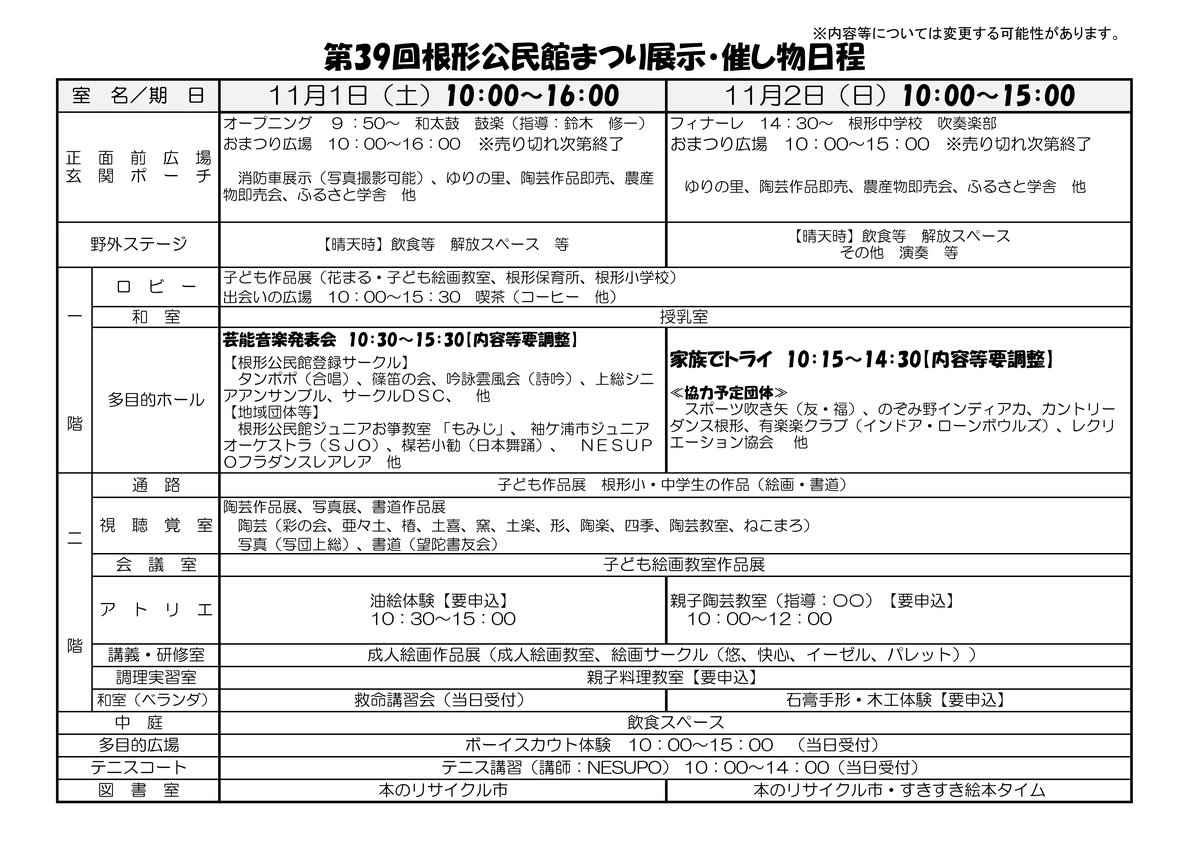 ※内容等については変更する可能性があります。
第39回根形公民館まつり展示・催し物日程
室　名／期　日
11月1日（土）10:00～16:00
11月2日（日）10:00～15:00
正面前広場
玄関ポーチ
オープニング　9：50～　和太鼓　鼓楽（指導：鈴木　修一）
おまつり広場　10：00～16：00　※売り切れ次第終了
消防車展示（写真撮影可能）、ゆりの里、陶芸作品即売、農産
物即売会、ふるさと学舎　他
フィナーレ　14：30～　根形中学校　吹奏楽部
おまつり広場　10：00～15：00　※売り切れ次第終了
ゆりの里、陶芸作品即売、農産物即売会、ふるさと学舎　他
野外ステージ
【晴天時】飲食等　解放スペース　等
【晴天時】飲食等　解放スペース
その他　演奏　等
一階
ロビー
子ども作品展（花まる・子ども絵画教室、根形保育所、根形小学校）
出会いの広場　10：00～15：30　喫茶（コーヒー　他）
和　室
授乳室
多目的ホール
芸能音楽発表会　10:30～15:30【内容等要調整】
【根形公民館登録サークル】
タンポポ（合唱）、篠笛の会、吟詠雲風会（詩吟）、上総シニ
アアンサンブル、サークルDSC、　他
【地域団体等】
根形公民館ジュニアお箏教室「もみじ」、袖ケ浦市ジュニア
オーケストラ（SJO）、楳若小勧（日本舞踊）、　NESUP
Oフラダンスレアレア　他
家族でトライ　10:15～14:30【内容等要調整】
≪協力予定団体≫
スポーツ吹き矢（友・福）、のぞみ野インディアカ、カントリー
ダンス根形、有楽楽クラブ（インドア・ローンボウルズ）、レクリ
エーション協会　他
二階
通　路
子ども作品展　根形小・中学生の作品（絵画・書道）
視聴覚室
陶芸作品展、写真展、書道作品展
陶芸（彩の会、亜々土、椿、土喜、窯、土楽、形、陶楽、四季、陶芸教室、ねこまろ）
写真（写団上総）、書道（望陀書友会）
会議室
子ども絵画教室作品展
アトリエ
油絵体験【要申込】
10：30～15：00
親子陶芸教室（指導：〇〇）【要申込】
10：00～12：00
講義・研修室
成人絵画作品展（成人絵画教室、絵画サークル（悠、快心、イーゼル、パレット））
調理実習室
親子料理教室【要申込】
和室（ベランダ）
救命講習会（当日受付）
石膏手形・木工体験【要申込】
中　庭
飲食スペース
多目的広場
ボーイスカウト体験　10：00～15：00　（当日受付）
テニスコート
テニス講習（講師：NESUPO）　10：00～14：00（当日受付）
図書室
本のリサイクル市
本のリサイクル市・すきすき絵本タイム